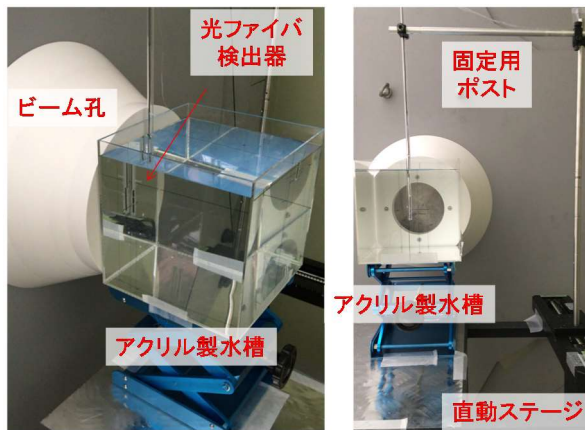 光ファイバ
検出器
ビーム孔
アクリル製水槽
固定用
ポスト
アクリル製水槽
直動ステージ